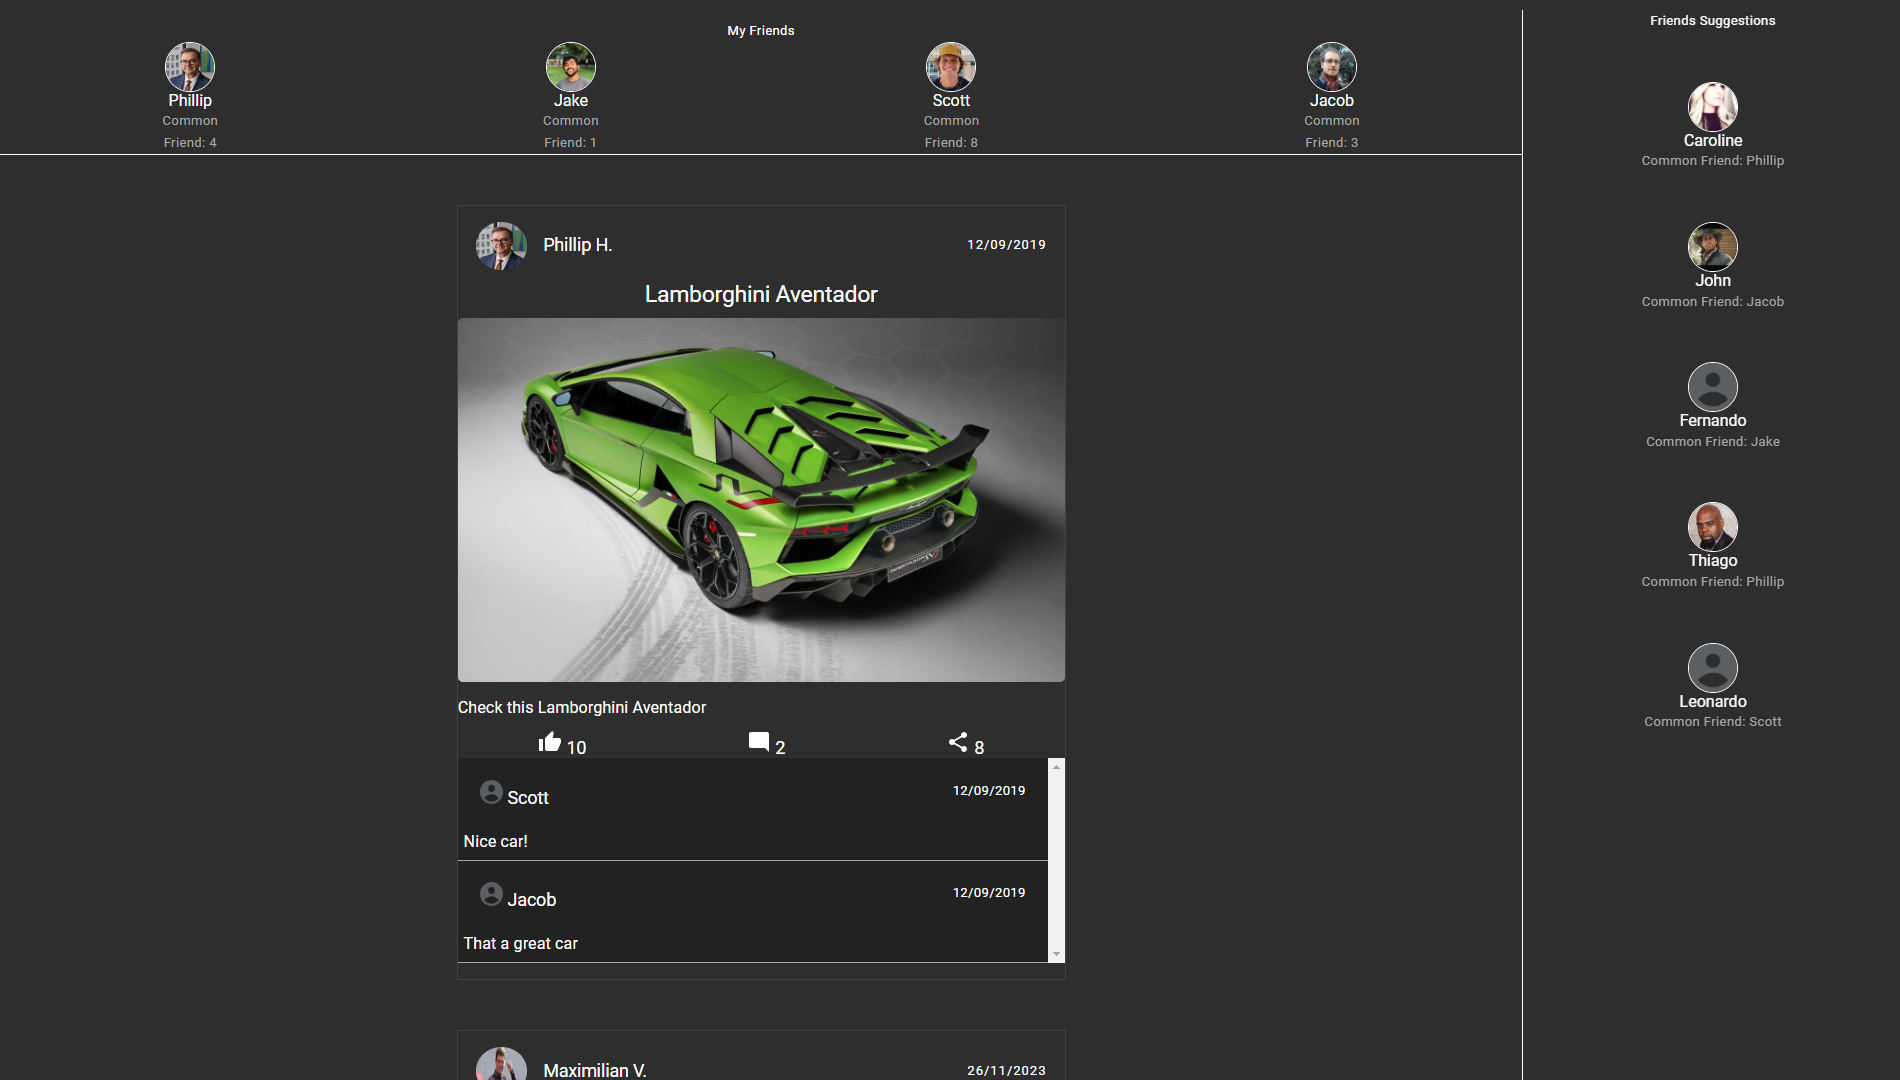 My Friends
Phillip
Common
Friend: 4
Jake
Common
Friend: 1
Scott
Common
Friend: 8
Jacob
Common
Friend: 3
Friends Suggestions
Caroline
Common Friend: Phillip
John
Common Friend: Jacob
Fernando
Common Friend: Jake
Thiago
Common Friend: Phillip
Leonardo
Common Friend: Scott
Phillip H.
12/09/2019
Lamborghini Aventador
Check this Lamborghini Aventador
10
2
8
Scott
12/09/2019
Nice car!
Jacob
12/09/2019
That a great car
Maximilian V.
26/11/2023